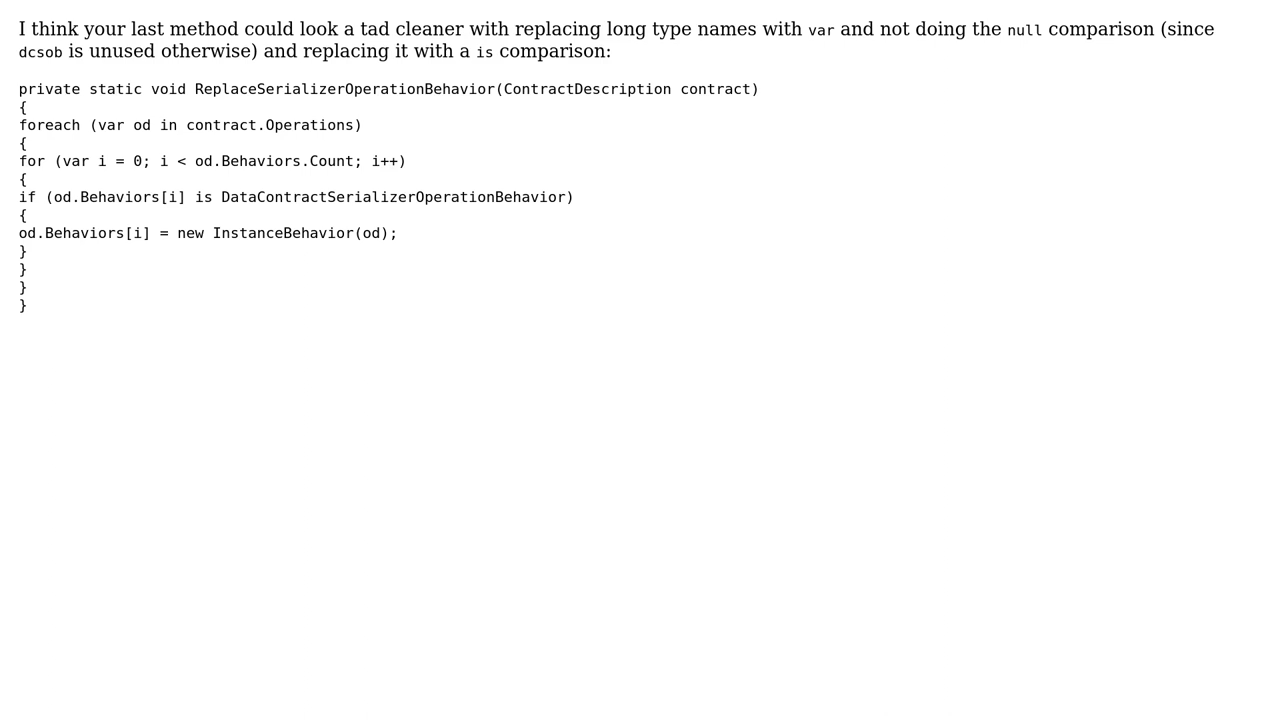 I think your last method could look a tad cleaner with replacing long type names with var and not doing the null comparison (since
dcsob is unused otherwise) and replacing it with a is comparison:
private static void ReplaceSerializerOperationBehavior(ContractDescription contract)
{
foreach (var od in contract.Operations)
{
for (var i = 0; i < od.Behaviors.Count; i++)
{
if (od.Behaviors[i] is DataContractSerializerOperationBehavior)
{
od.Behaviors[i] = new InstanceBehavior(od);
}
}
}
}